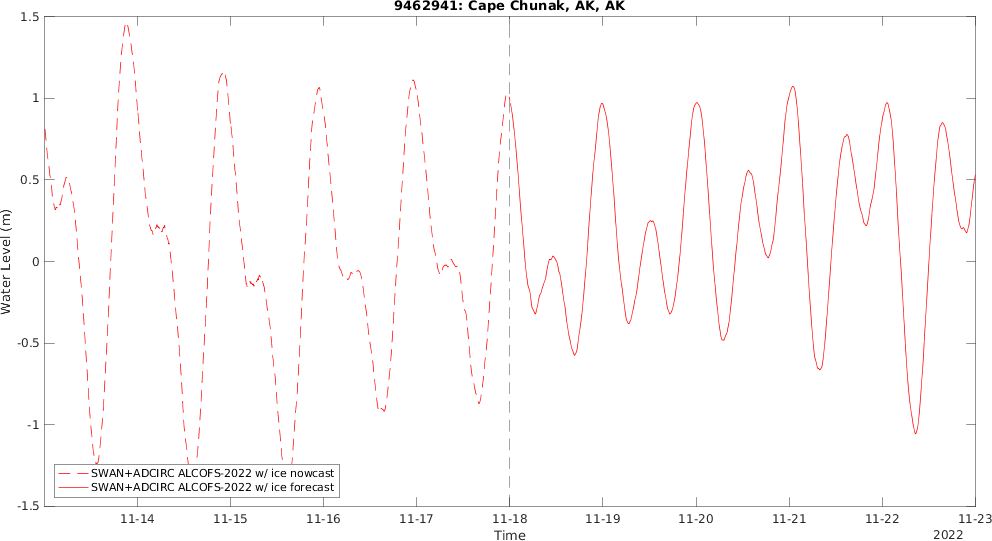 9462941: Cape Chunak, AK, AK
1.5
1
0.5
0
-0.5
-1
-1.5
Water Level (m)
SWAN+ADCIRC ALCOFS-2022 w/ ice nowcast
SWAN+ADCIRC ALCOFS-2022 w/ ice forecast
11-14 11-15 11-16 11-17 11-18 11-19 11-20 11-21 11-22 11-23
Time
2022